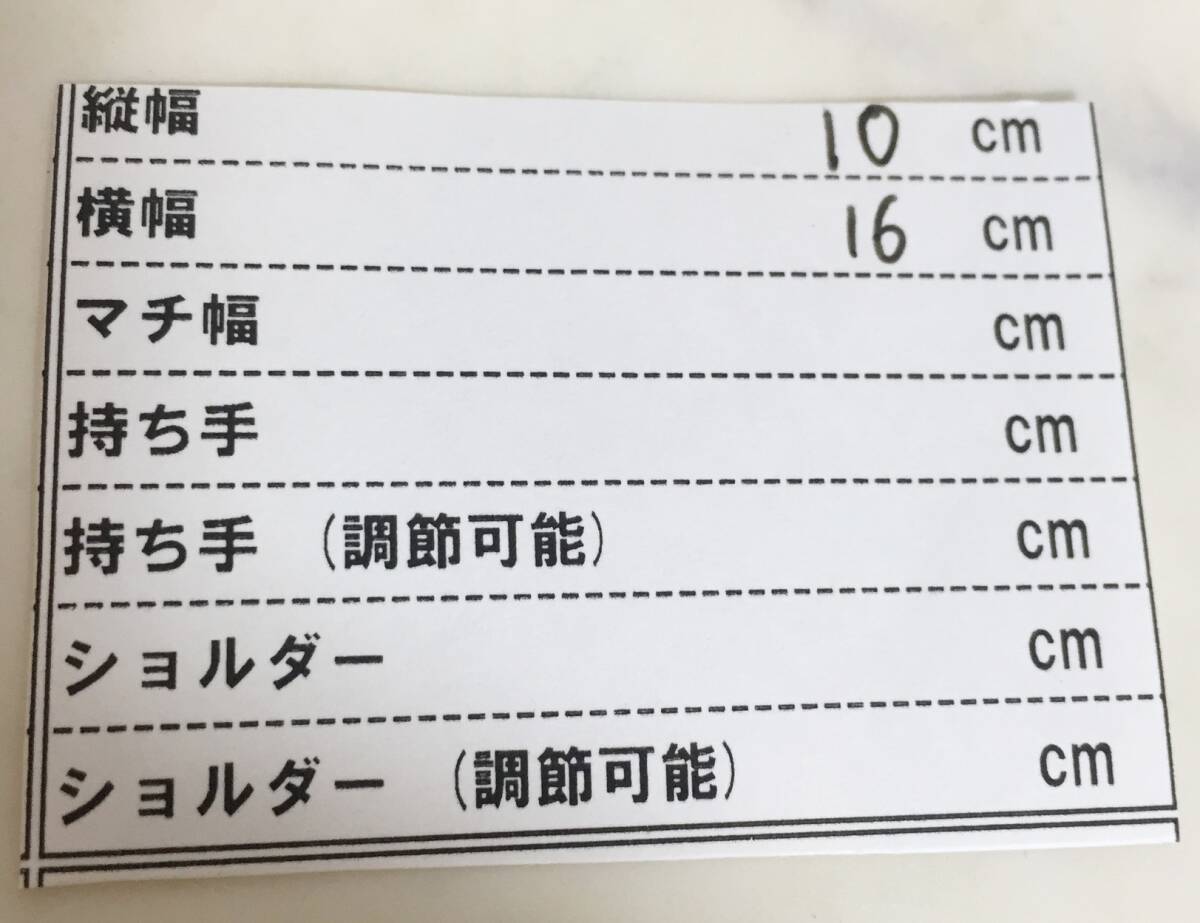 縦幅 10 cm
横幅 16 cm
マチ幅 cm
持ち手 cm
持ち手 (調節可能) cm
ショルダー cm
ショルダー (調節可能) cm